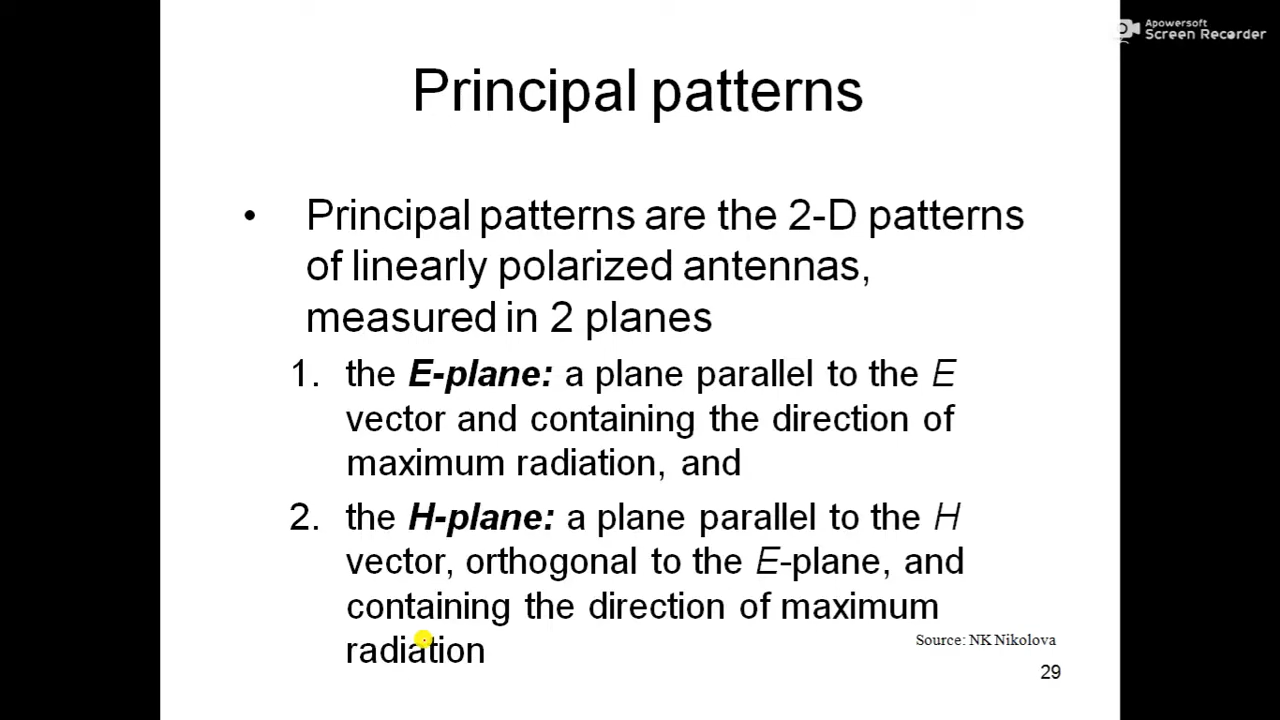 Apowersoft
Screen Recorder
Principal patterns
• Principal patterns are the 2-D patterns
of linearly polarized antennas,
measured in 2 planes
1. the E-plane: a plane parallel to the E
vector and containing the direction of
maximum radiation, and
2. the H-plane: a plane parallel to the H
vector, orthogonal to the E-plane, and
containing the direction of maximum
radiation
Source: NK Nikolova
29